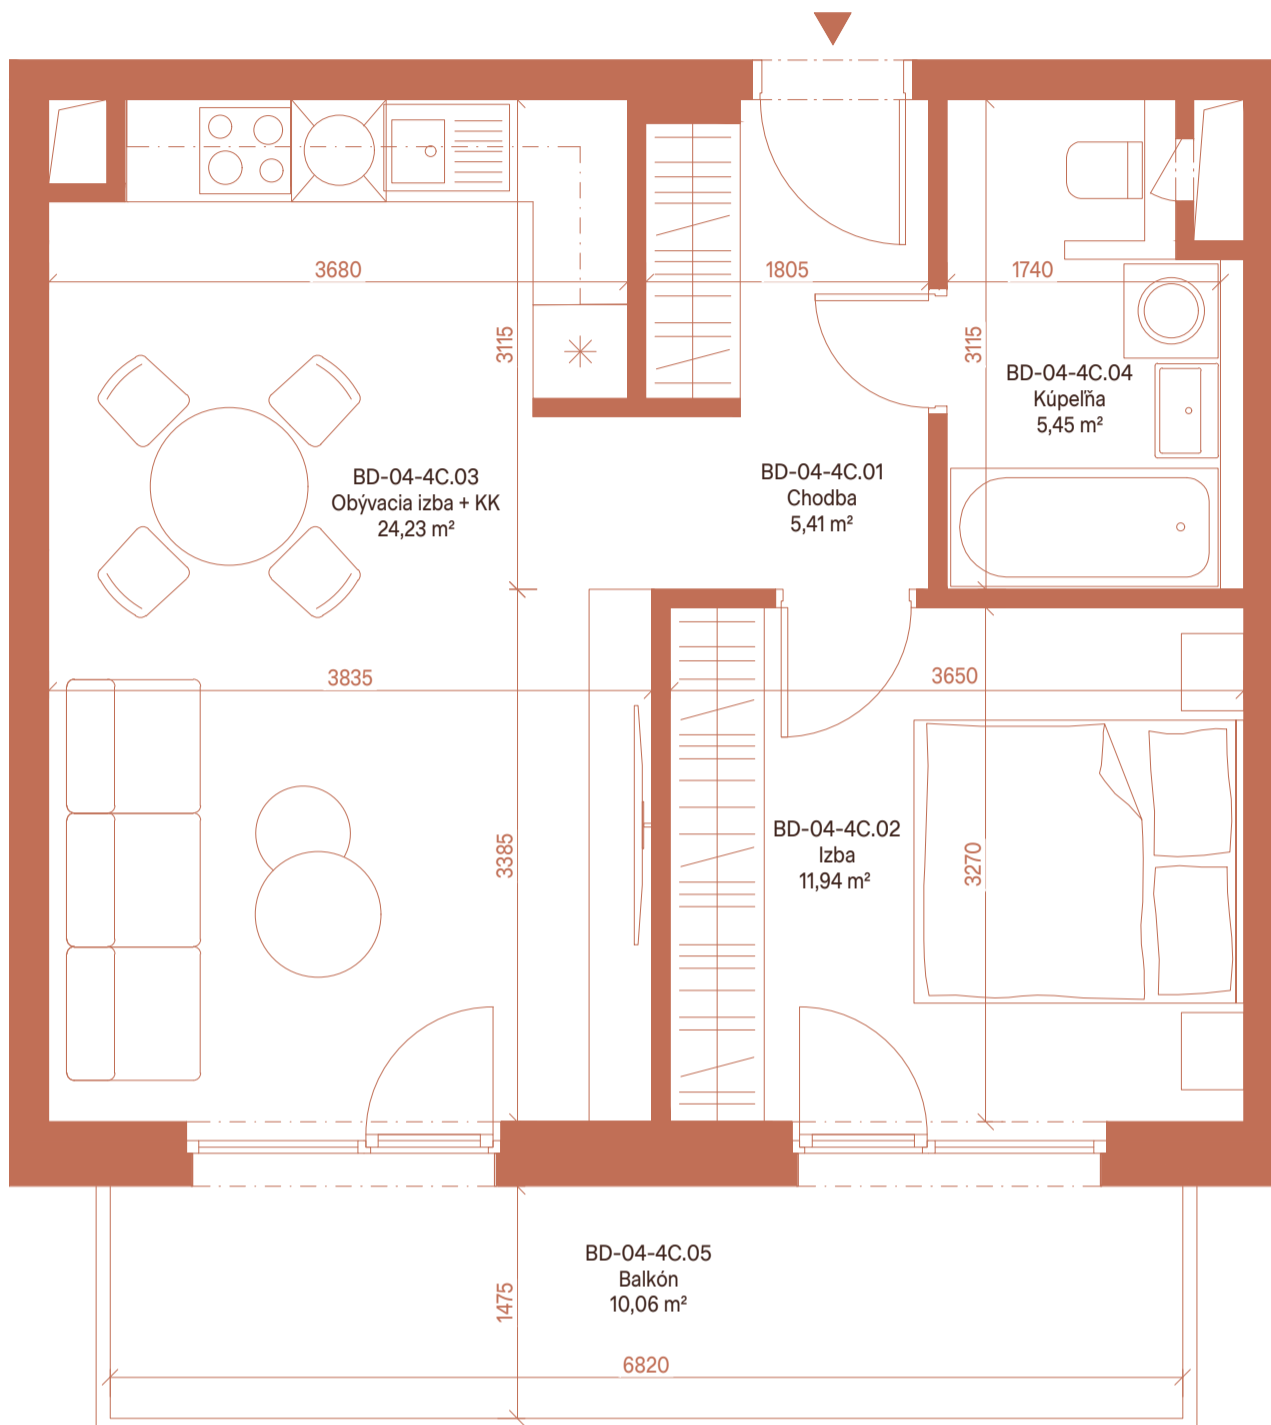 3680
1805
1740
3115
3115
BD-04-4C.04
Kúpeľňa
5,45 m²
BD-04-4C.03
Obývacia izba + KK
24,23 m²
BD-04-4C.01
Chodba
5,41 m²
3835
3650
3385
BD-04-4C.02
Izba
11,94 m²
3270
BD-04-4C.05
Balkón
10,06 m²
1475
6820